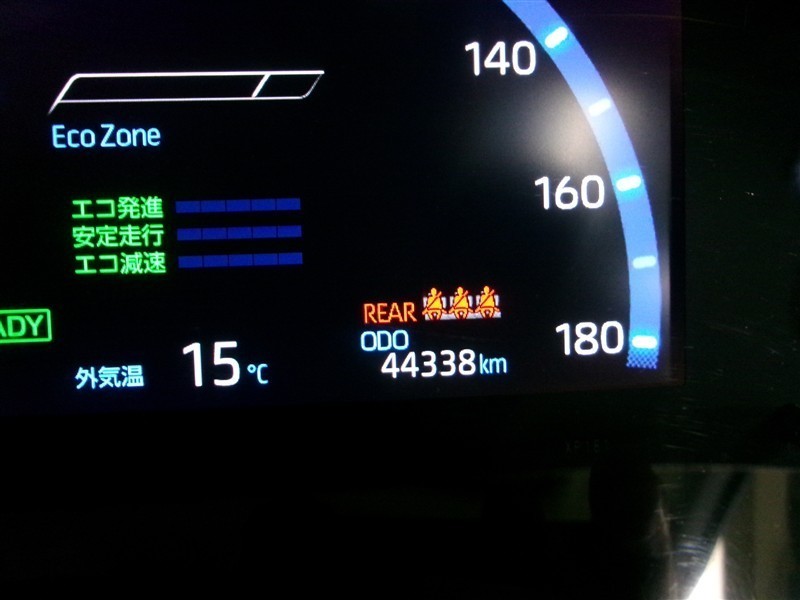 140
Eco Zone
160
エコ発進
安定走行
エコ減速
ADY
REAR
ODO
180
外気温 15℃
44338km